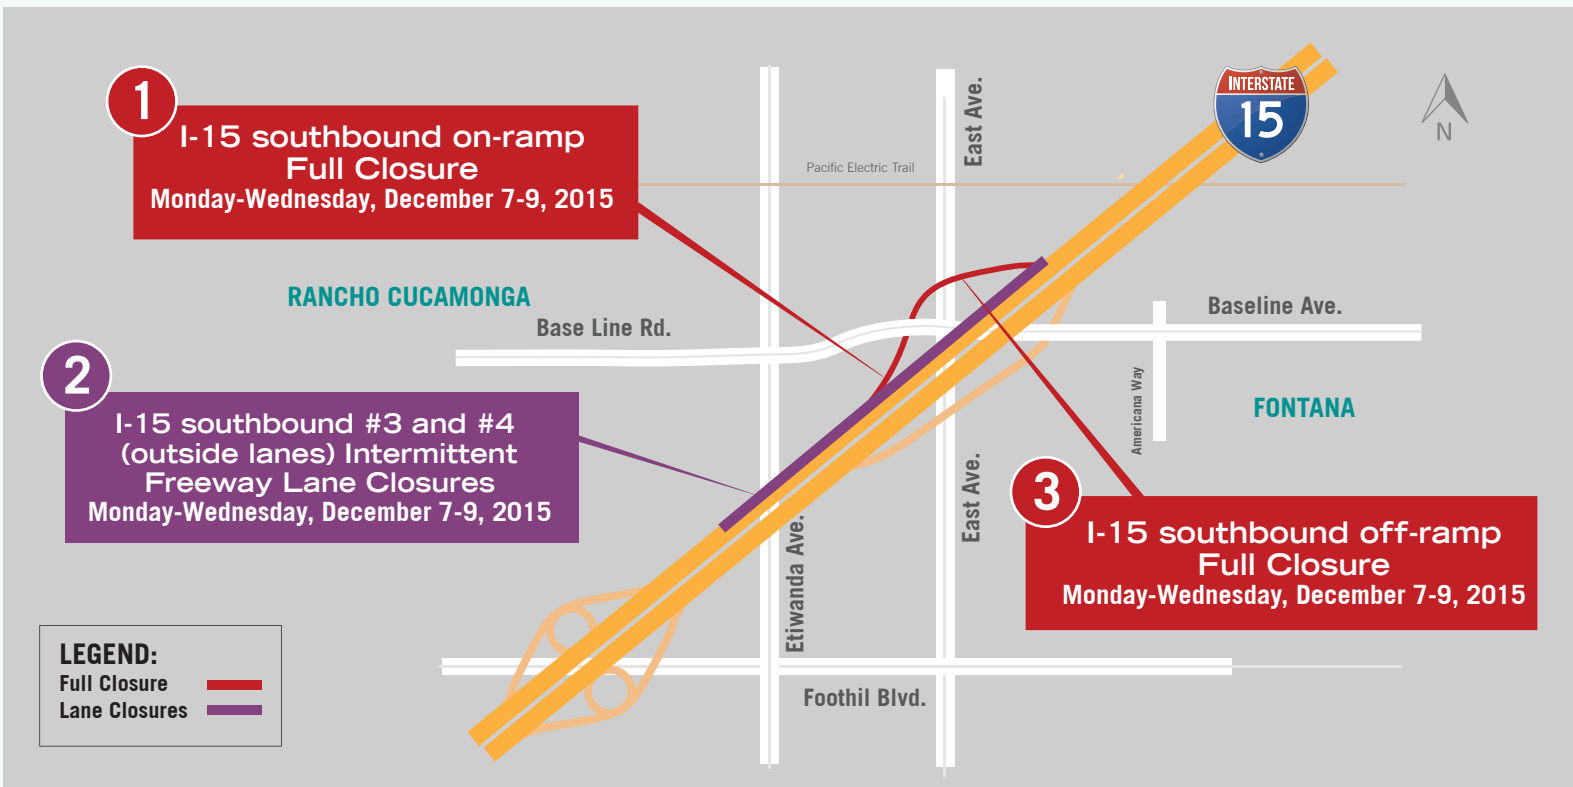 1
I-15 southbound on-ramp
Full Closure
Monday-Wednesday, December 7-9, 2015
East Ave.
INTERSTATE
15
N
Pacific Electric Trail
RANCHO CUCAMONGA
Base Line Rd.
Baseline Ave.
2
I-15 southbound #3 and #4
(outside lanes) Intermittent
Freeway Lane Closures
Monday-Wednesday, December 7-9, 2015
Americana Way
FONTANA
East Ave.
3
I-15 southbound off-ramp
Full Closure
Monday-Wednesday, December 7-9, 2015
Etiwanda Ave.
Foothil Blvd.
LEGEND:
Full Closure
Lane Closures